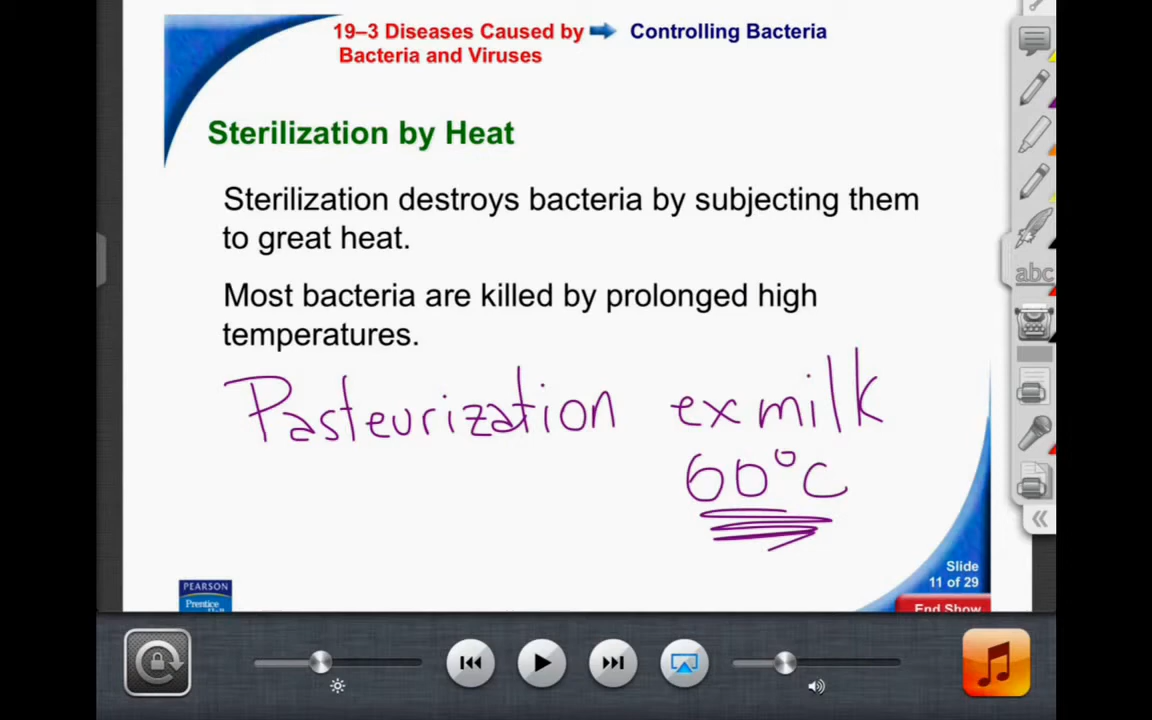 19–3 Diseases Caused by Bacteria and Viruses
Controlling Bacteria
Sterilization by Heat
Sterilization destroys bacteria by subjecting them
to great heat.
Most bacteria are killed by prolonged high
temperatures.
Pasteurization ex milk
60°C
abc
PEARSON
Prentice
Slide
11 of 29
End Show